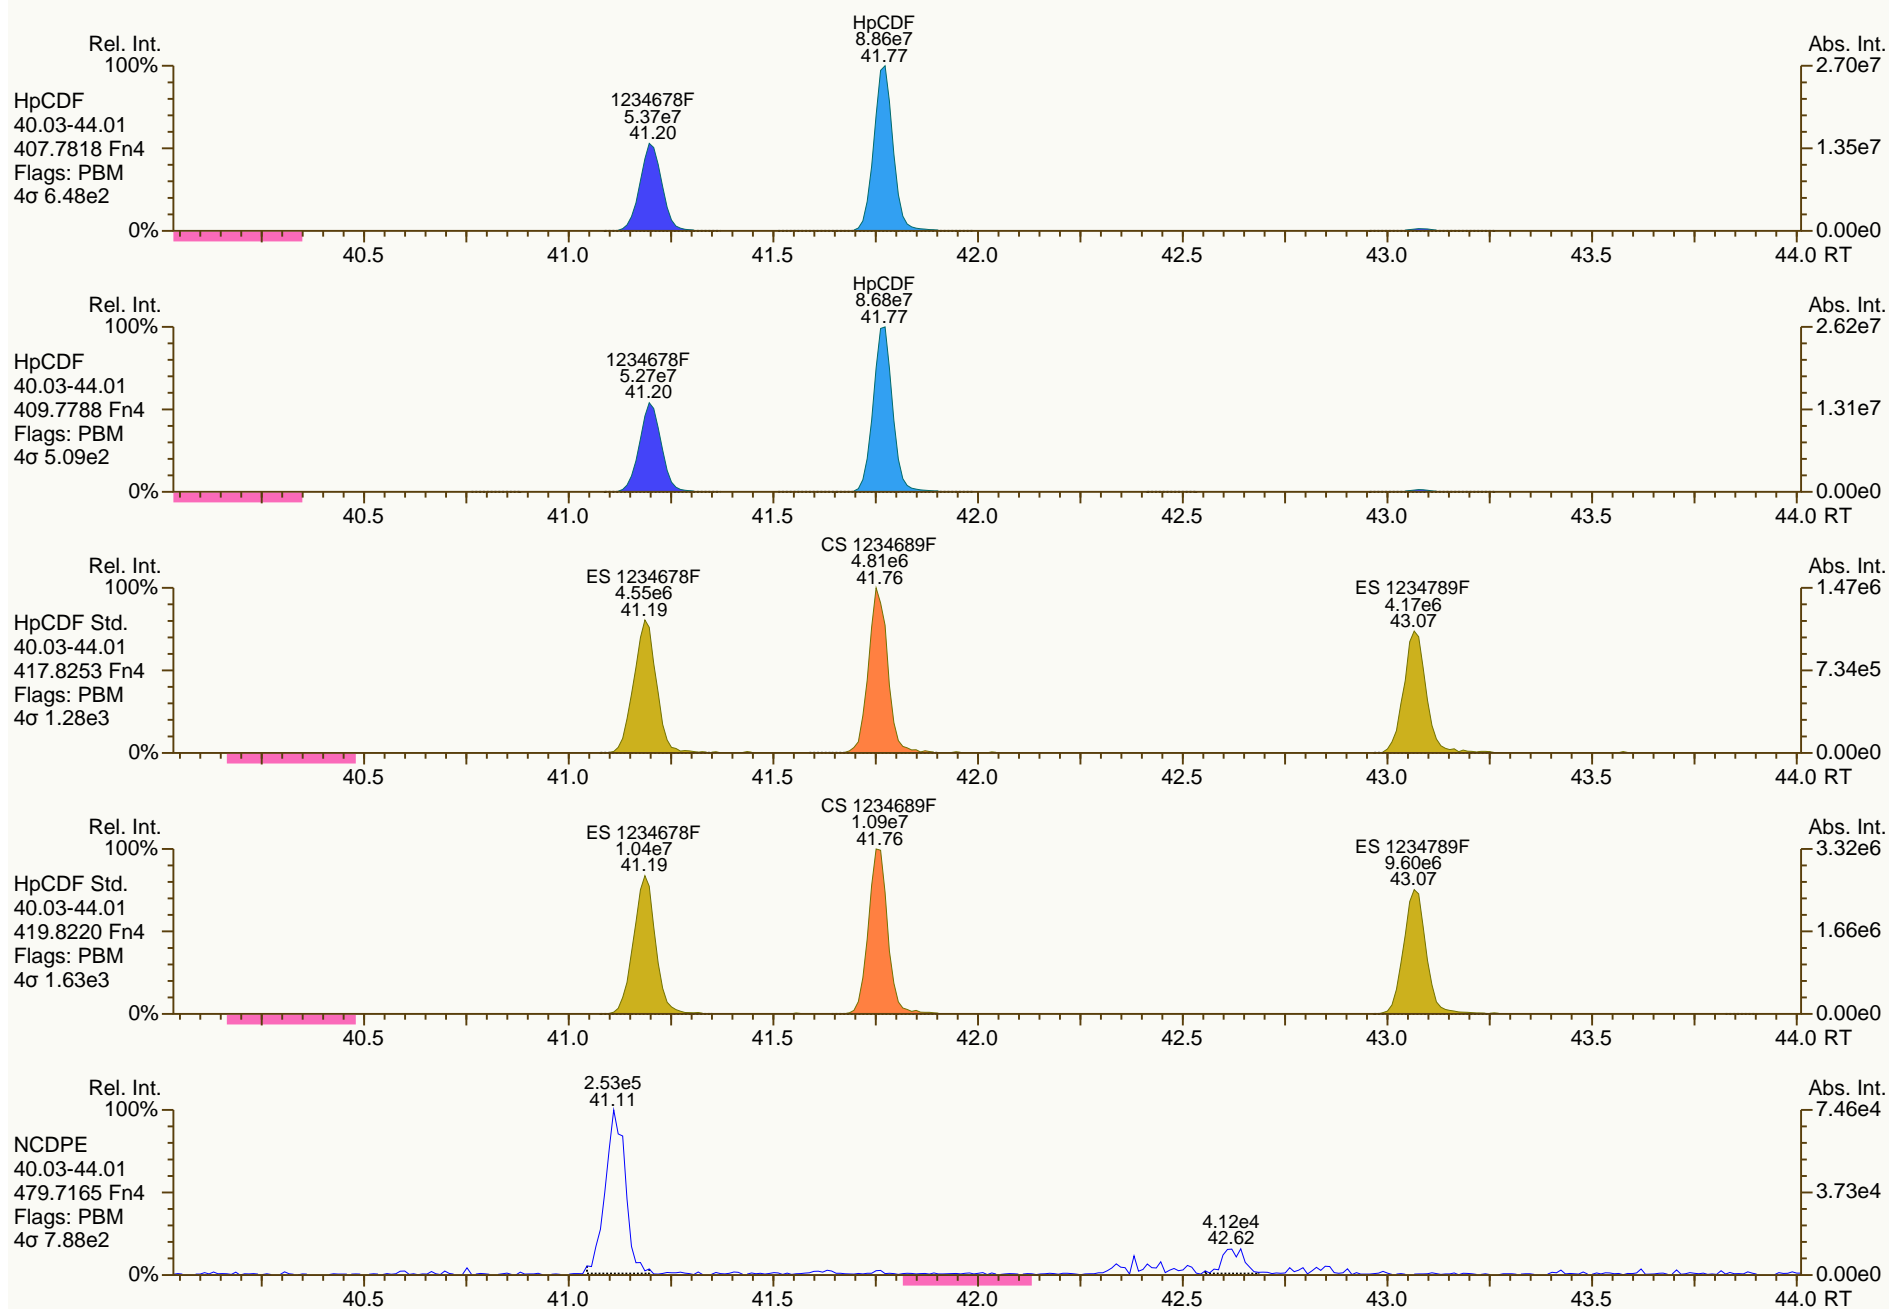 HpCDF
8.86e7
41.77
Rel. Int.
Abs. Int.
100%
2.70e7
1234678F
5.37e7
41.20
HpCDF
40.03-44.01
407.7818 Fn4
Flags: PBM
4σ 6.48e2
1.35e7
0%
0.00e0
40.5 41.0 41.5 42.0 42.5 43.0 43.5 44.0 RT
HpCDF
8.68e7
41.77
Rel. Int.
Abs. Int.
100%
2.62e7
1234678F
5.27e7
41.20
HpCDF
40.03-44.01
409.7788 Fn4
Flags: PBM
4σ 5.09e2
1.31e7
0%
0.00e0
40.5 41.0 41.5 42.0 42.5 43.0 43.5 44.0 RT
CS 1234689F
4.81e6
41.76
Rel. Int.
Abs. Int.
100%
1.47e6
ES 1234678F
4.55e6
41.19
ES 1234789F
4.17e6
43.07
HpCDF Std.
40.03-44.01
417.8253 Fn4
Flags: PBM
4σ 1.28e3
7.34e5
0%
0.00e0
40.5 41.0 41.5 42.0 42.5 43.0 43.5 44.0 RT
CS 1234689F
1.09e7
41.76
Rel. Int.
Abs. Int.
100%
3.32e6
ES 1234678F
1.04e7
41.19
ES 1234789F
9.60e6
43.07
HpCDF Std.
40.03-44.01
419.8220 Fn4
Flags: PBM
4σ 1.63e3
1.66e6
0%
0.00e0
40.5 41.0 41.5 42.0 42.5 43.0 43.5 44.0 RT
2.53e5
41.11
Rel. Int.
Abs. Int.
100%
7.46e4
NCDPE
40.03-44.01
479.7165 Fn4
Flags: PBM
4σ 7.88e2
3.73e4
4.12e4
42.62
0%
0.00e0
40.5 41.0 41.5 42.0 42.5 43.0 43.5 44.0 RT